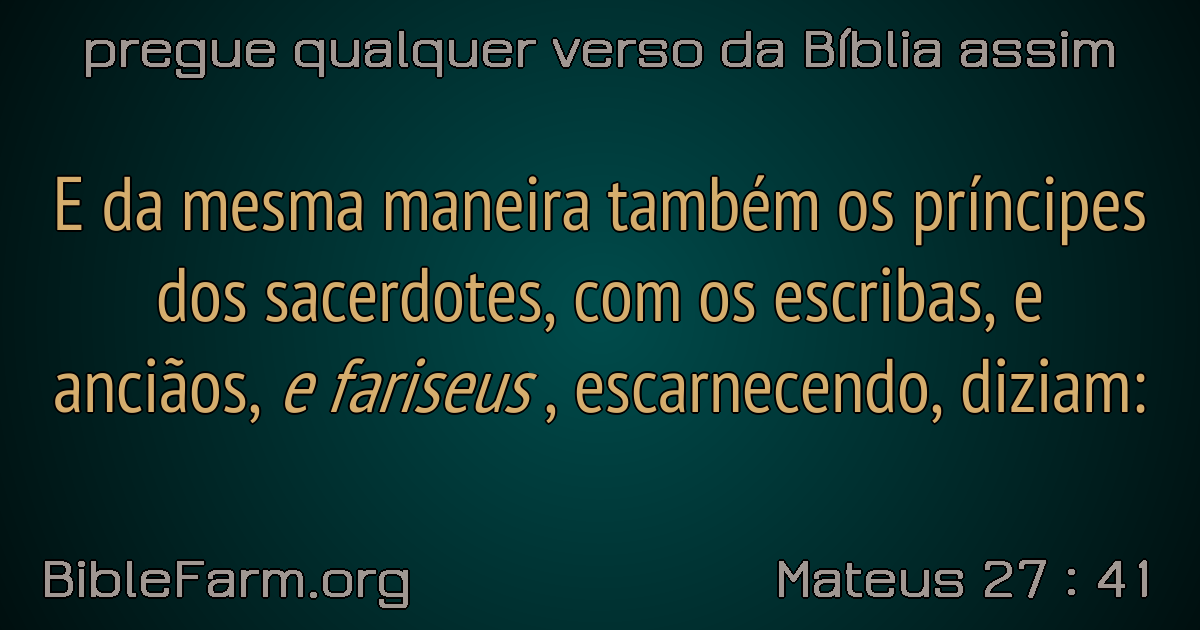 pregue qualquer verso da Bíblia assim
E da mesma maneira também os príncipes
dos sacerdotes, com os escribas, e
anciãos, e fariseus , escarnecendo, diziam:
BibleFarm.org
Mateus 27 : 41